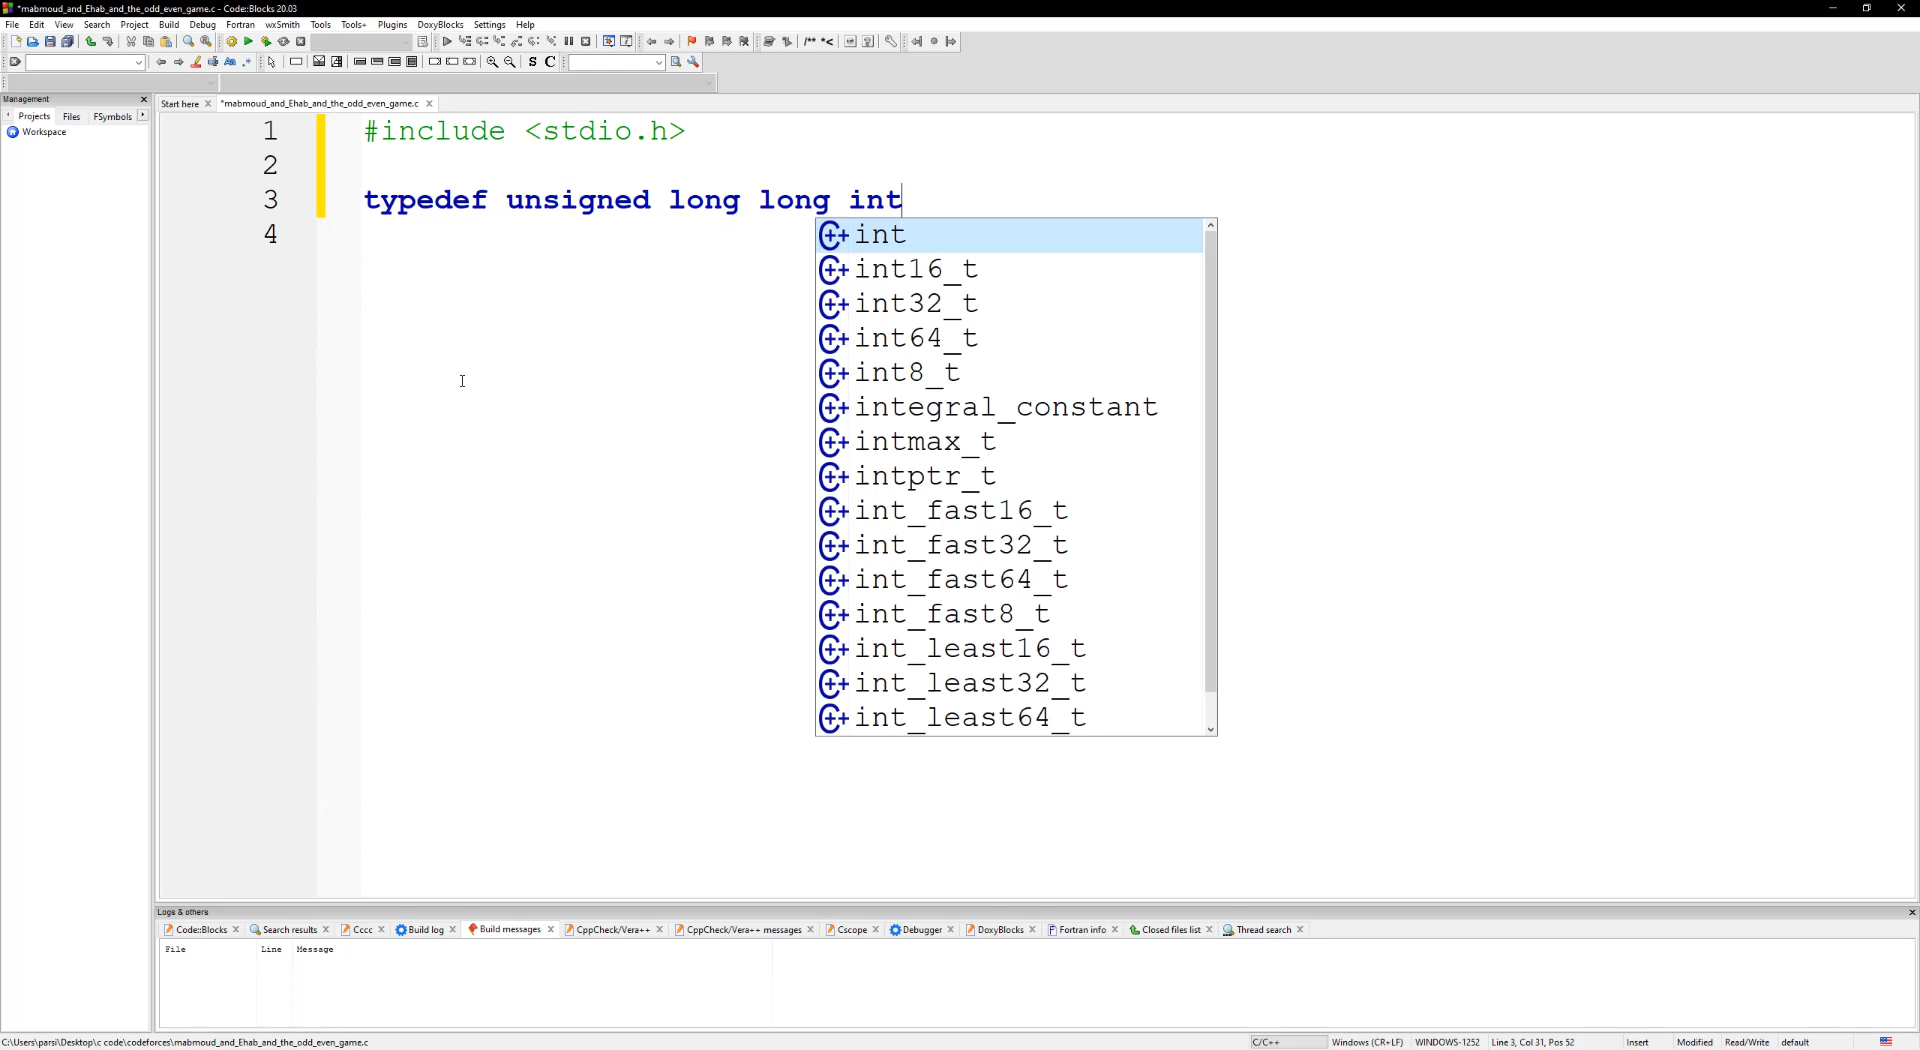 *mabmoud_and_Ehab_and_the_odd_even_game.c - Code::Blocks 20.03
File Edit View Search Project Build Debug Fortran wxSmith Tools Tools+ Plugins DoxyBlocks Settings Help
/** *<
S C
Management
Projects Files FSymbols
Workspace
Start here *mabmoud_and_Ehab_and_the_odd_even_game.c
1 #include <stdio.h>
2
3 typedef unsigned long long int
4
int
int16_t
int32_t
int64_t
int8_t
integral_constant
intmax_t
intptr_t
int_fast16_t
int_fast32_t
int_fast64_t
int_fast8_t
int_least16_t
int_least32_t
int_least64_t
Logs & others
Code::Blocks Search results Cccc Build log Build messages CppCheck/Vera++ CppCheck/Vera++ messages Cscope Debugger DoxyBlocks Fortran info Closed files list Thread search
File Line Message
C:\Users\parsi\Desktop\c code\codeforces\mabmoud_and_Ehab_and_the_odd_even_game.c C/C++ Windows (CR+LF) WINDOWS-1252 Line 3, Col 31, Pos 52 Insert Modified Read/Write default